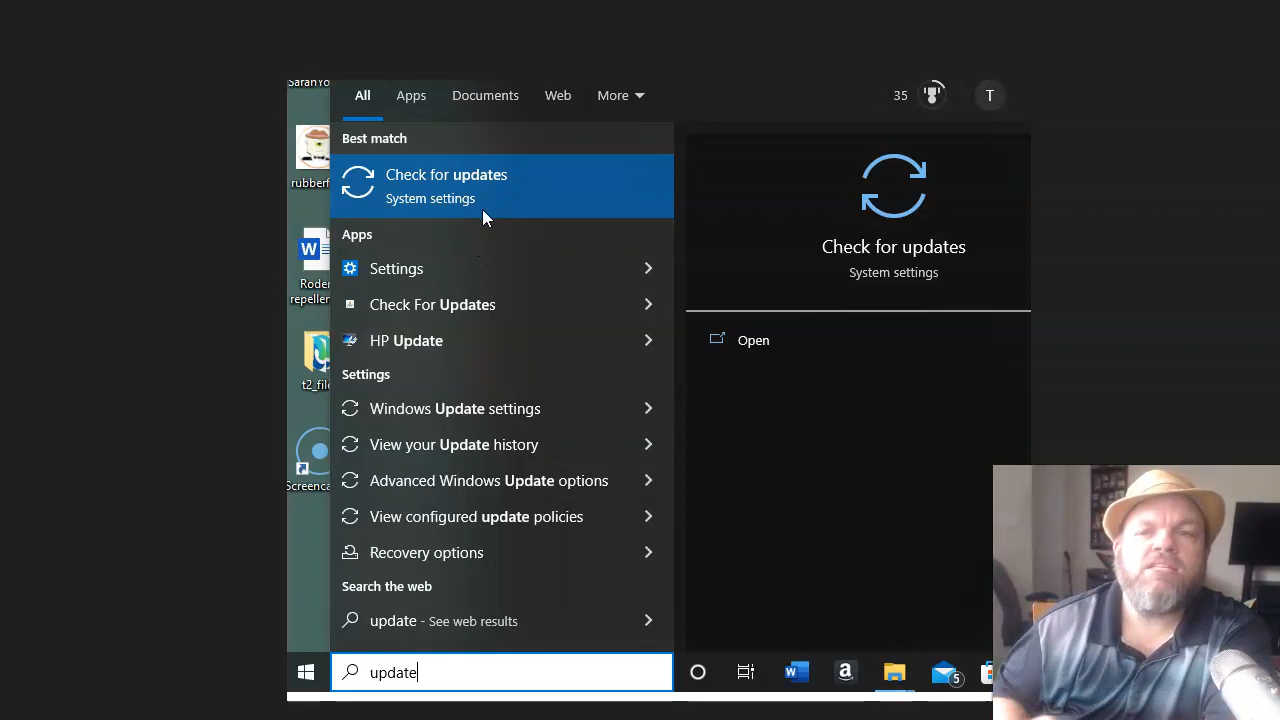 All Apps Documents Web More 35 T
Best match
Check for updates
System settings
Apps
Settings
Check For Updates
HP Update
Settings
Windows Update settings
View your Update history
Advanced Windows Update options
View configured update policies
Recovery options
Search the web
update - See web results
update
Check for updates
System settings
Open
SaranYo
rubberf
W
Roden
repeller
t2_file
Screenca
W
a
5